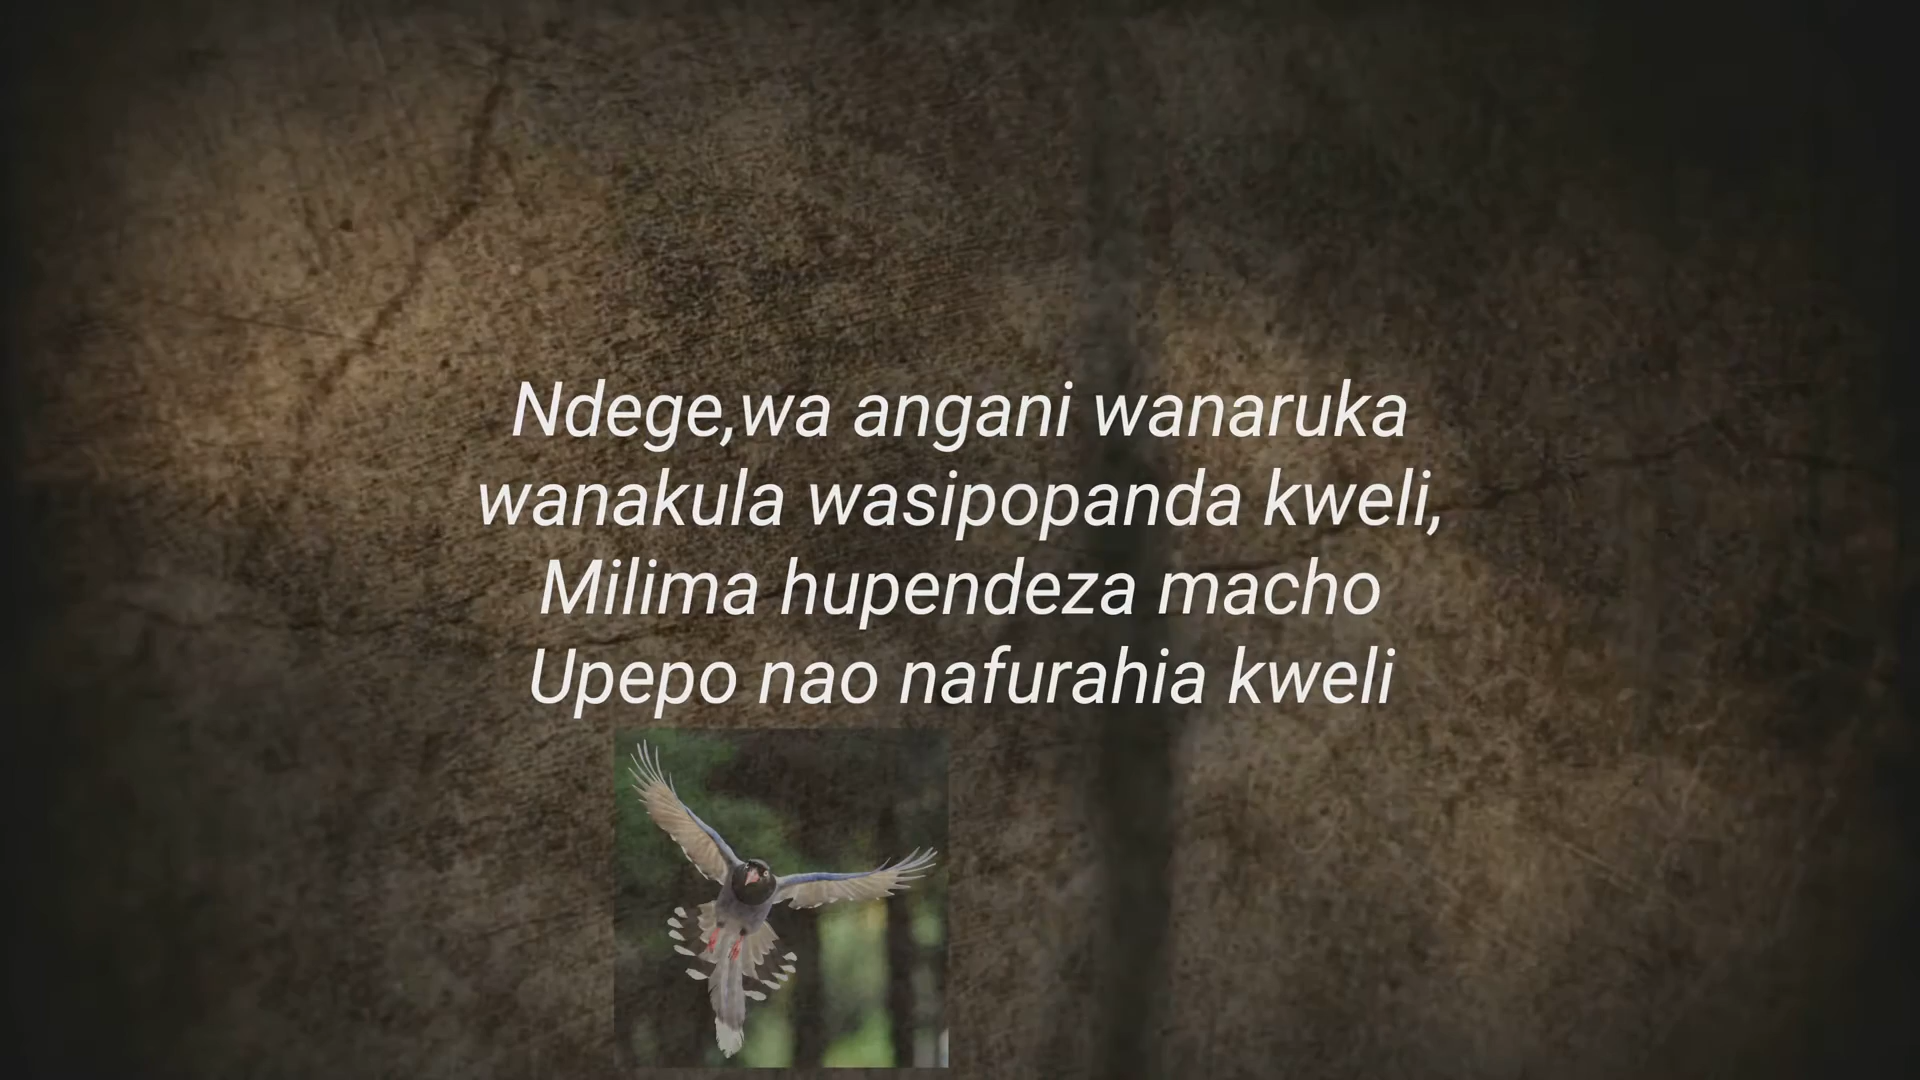 Ndege,wa angani wanaruka
wanakula wasipopanda kweli,
Milima hupendeza macho
Upepo nao nafurahia kweli